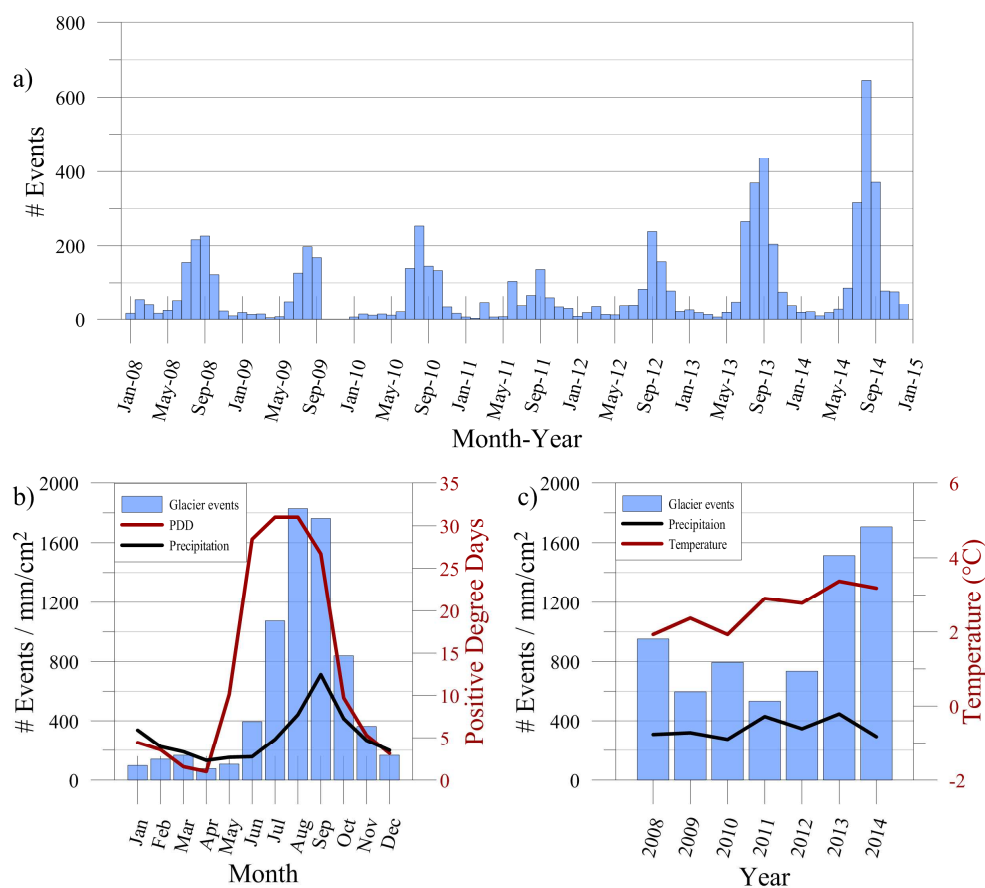 a)
800
600
400
200
0
# Events
Jan-08 May-08 Sep-08 Jan-09 May-09 Sep-09 Jan-10 May-10 Sep-10 Jan-11 May-11 Sep-11 Jan-12 May-12 Sep-12 Jan-13 May-13 Sep-13 Jan-14 May-14 Sep-14 Jan-15
Month-Year
b)
2000
1600
1200
800
400
0
# Events / mm/cm²
Glacier events
PDD
Precipitation
35
30
25
20
15
10
5
0
Positive Degree Days
Jan Feb Mar Apr May Jun Jul Aug Sep Oct Nov Dec
Month
c)
2000
1600
1200
800
400
0
# Events / mm/cm²
Glacier events
Precipitaion
Temperature
6
4
2
0
-2
Temperature (°C)
2008 2009 2010 2011 2012 2013 2014
Year